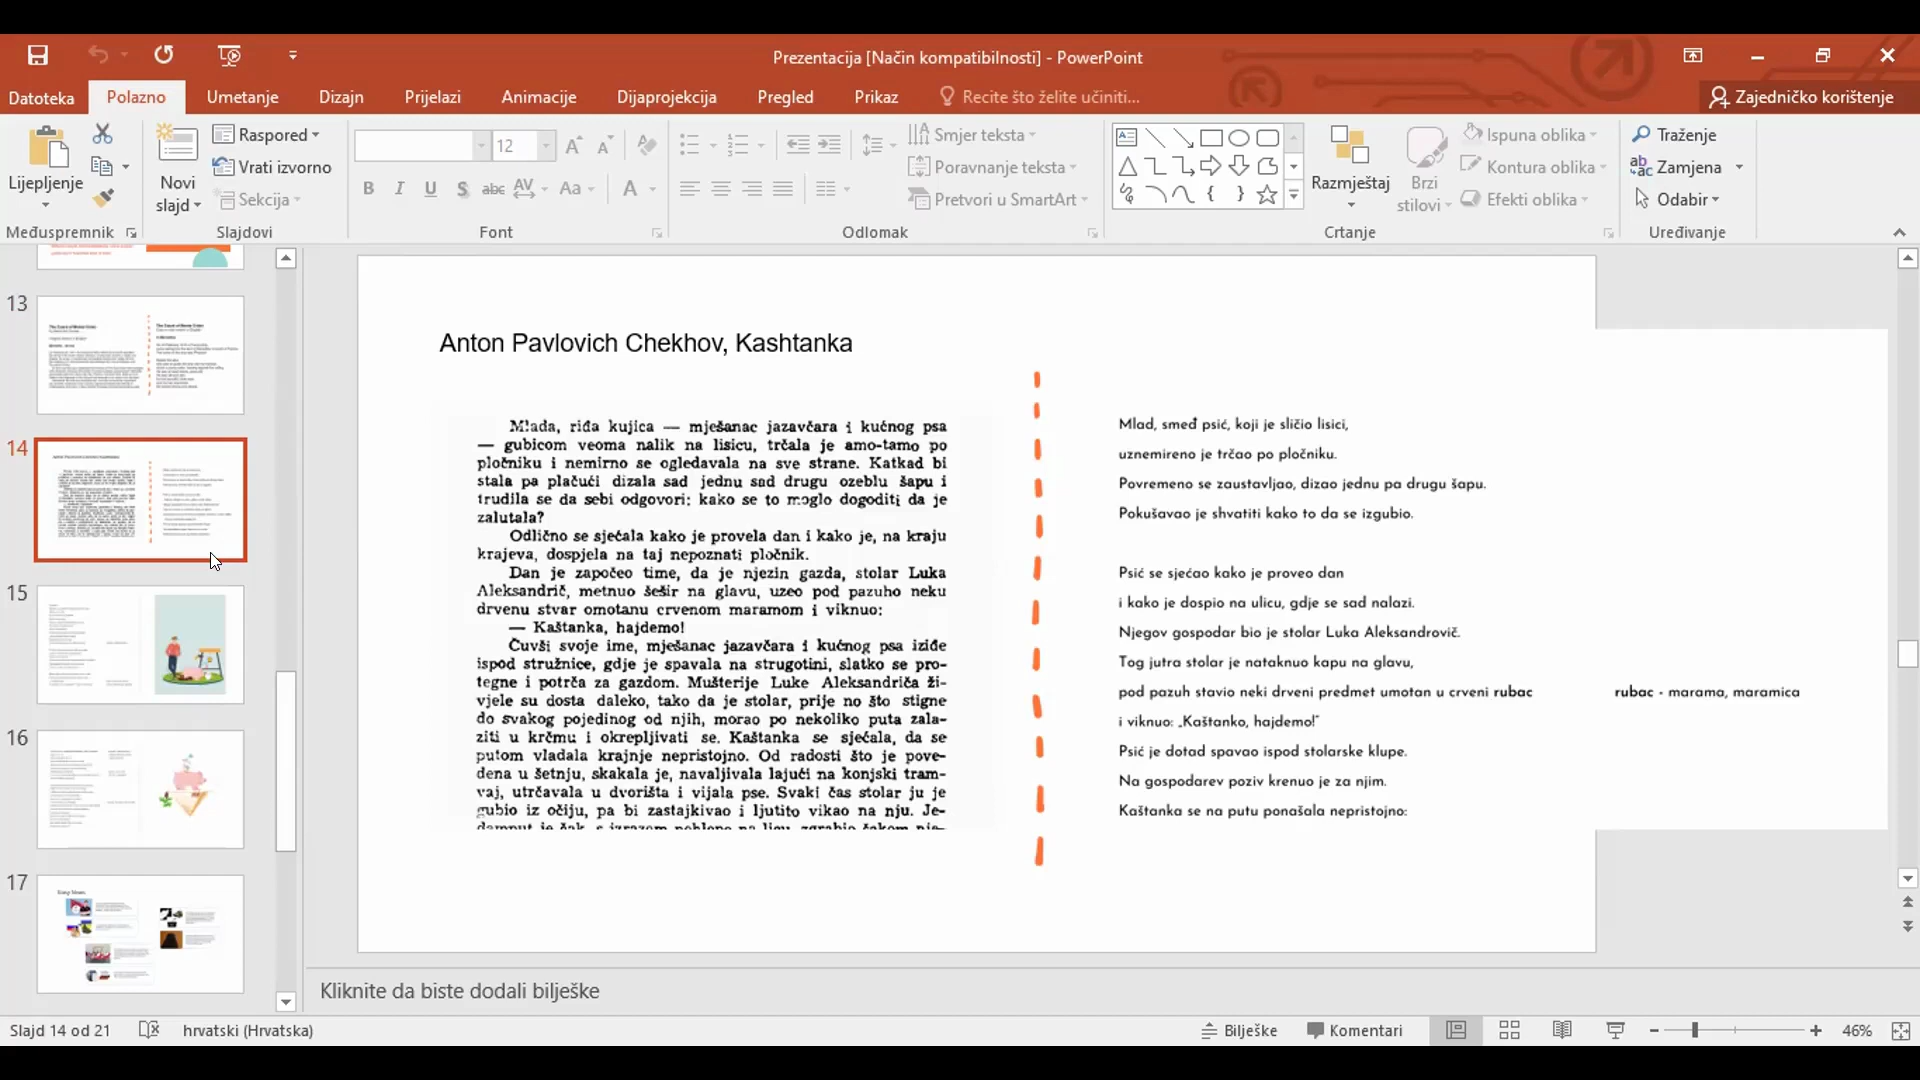 Prezentacija [Način kompatibilnosti] - PowerPoint
Datoteka
Polazno
Umetanje
Dizajn
Prijelazi
Animacije
Dijaprojekcija
Pregled
Prikaz
Recite što želite učiniti...
Zajedničko korištenje
Lijepljenje
Međuspremnik
Novi
slajd
Raspored
Vrati izvorno
Sekcija
Slajdovi
12
Font
Smjer teksta
Poravnanje teksta
Pretvori u SmartArt
Odlomak
Razmještaj
Brzi
stilovi
Ispuna oblika
Kontura oblika
Efekti oblika
Crtanje
Traženje
Zamjena
Odabir
Uređivanje
13
14
15
16
17
Anton Pavlovich Chekhov, Kashtanka
Mlada, riđa kujica — mješanac jazavčara i kućnog psa
— gubicom veoma nalik na lisicu, trčala je amo-tamo po
pločniku i nemirno se ogledavala na sve strane. Katkad bi
stala pa plačući dizala sad jednu sad drugu ozeblu šapu i
trudila se da sebi odgovori: kako se to moglo dogoditi da je
zalutala?
Odlično se sjećala kako je provela dan i kako je, na kraju
krajeva, dospjela na taj nepoznati pločnik.
Dan je započeo time, da je njezin gazda, stolar Luka
Aleksandrič, metnuo šešir na glavu, uzeo pod pazuho neku
drvenu stvar omotanu crvenom maramom i viknuo:
— Kaštanka, hajdemo!
Čuvši svoje ime, mješanac jazavčara i kućnog psa iziđe
ispod stružnice, gdje je spavala na strugotini, slatko se pro-
tegne i potrča za gazdom. Mušterije Luke Aleksandriča ži-
vjele su dosta daleko, tako da je stolar, prije no što stigne
do svakog pojedinog od njih, morao po nekoliko puta zala-
ziti u krčmu i okrepljivati se. Kaštanka se sjećala, da se
putom vladala krajnje nepristojno. Od radosti što je pove-
dena u šetnju, skakala je, navaljivala lajući na konjski tram-
vaj, utrčavala u dvorišta i vijala pse. Svaki čas stolar ju je
gubio iz očiju, pa bi zastajkivao i ljutito vikao na nju. Je-
Mlad, smeđ psić, koji je sličio lisici,
uznemireno je trčao po pločniku.
Povremeno se zaustavljao, dizao jednu pa drugu šapu.
Pokušavao je shvatiti kako to da se izgubio.
Psić se sjećao kako je proveo dan
i kako je dospio na ulicu, gdje se sad nalazi.
Njegov gospodar bio je stolar Luka Aleksandrovič.
Tog jutra stolar je nataknuo kapu na glavu,
pod pazuh stavio neki drveni predmet umotan u crveni rubac
rubac - marama, maramica
i viknuo: „Kaštanko, hajdemo!"
Psić je dotad spavao ispod stolarske klupe.
Na gospodarev poziv krenuo je za njim.
Kaštanka se na putu ponašala nepristojno:
Kliknite da biste dodali bilješke
Slajd 14 od 21
hrvatski (Hrvatska)
Bilješke
Komentari
46%